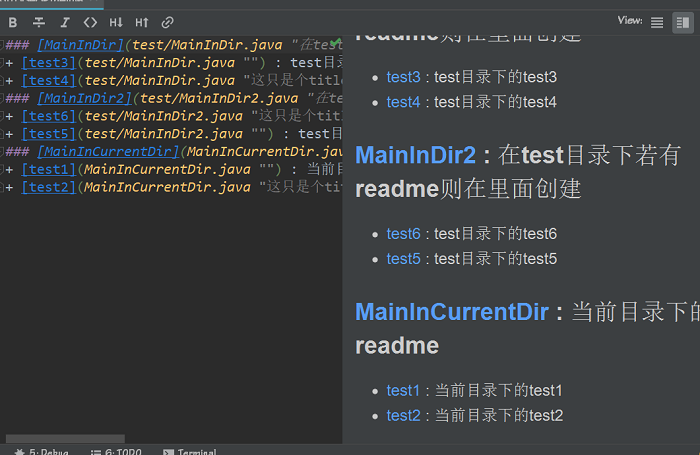 B I <> H↓ H↑ View:
### [MainInDir](test/MainInDir.java "在test
+ [test3](test/MainInDir.java "") : test目
+ [test4](test/MainInDir.java "这只是个title
### [MainInDir2](test/MainInDir2.java "在te
+ [test6](test/MainInDir2.java "这只是个titl
+ [test5](test/MainInDir2.java "") : test目
### [MainInCurrentDir](MainInCurrentDir.java
+ [test1](MainInCurrentDir.java "") : 当前目
+ [test2](MainInCurrentDir.java "这只是个tit
readme则在里面创建
test3 : test目录下的test3
test4 : test目录下的test4
MainInDir2 : 在test目录下若有
readme则在里面创建
test6 : test目录下的test6
test5 : test目录下的test5
MainInCurrentDir : 当前目录下的
readme
test1 : 当前目录下的test1
test2 : 当前目录下的test2
5: Debug 6: TODO Terminal